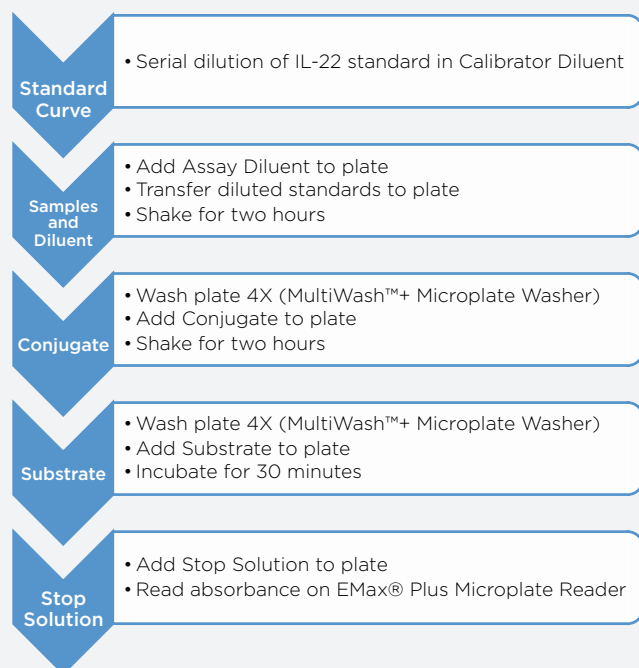 Standard
Curve
• Serial dilution of IL-22 standard in Calibrator Diluent
Samples
and
Diluent
• Add Assay Diluent to plate
• Transfer diluted standards to plate
• Shake for two hours
Conjugate
• Wash plate 4X (MultiWash™+ Microplate Washer)
• Add Conjugate to plate
• Shake for two hours
Substrate
• Wash plate 4X (MultiWash™+ Microplate Washer)
• Add Substrate to plate
• Incubate for 30 minutes
Stop
Solution
• Add Stop Solution to plate
• Read absorbance on EMax® Plus Microplate Reader